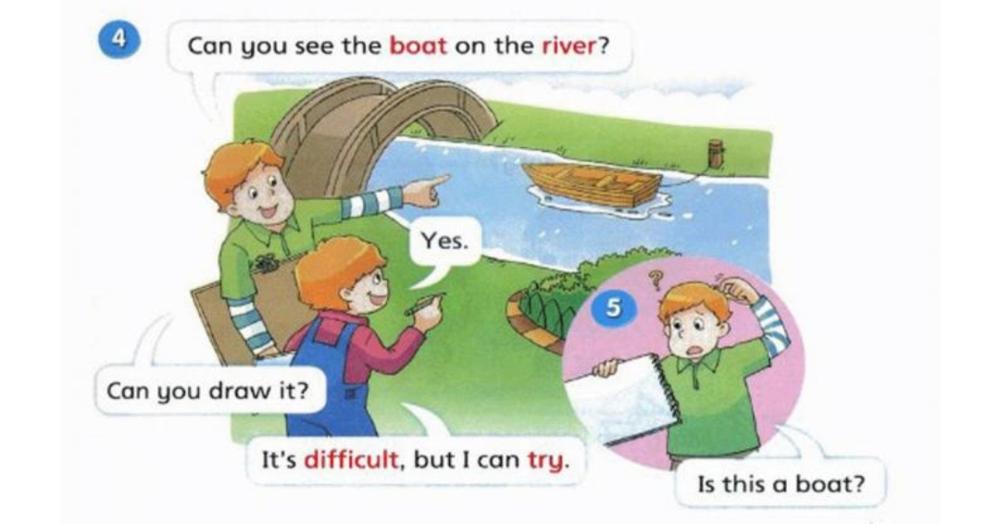 4
Can you see the boat on the river?
Yes.
Can you draw it?
It's difficult, but I can try.
5
?
Is this a boat?